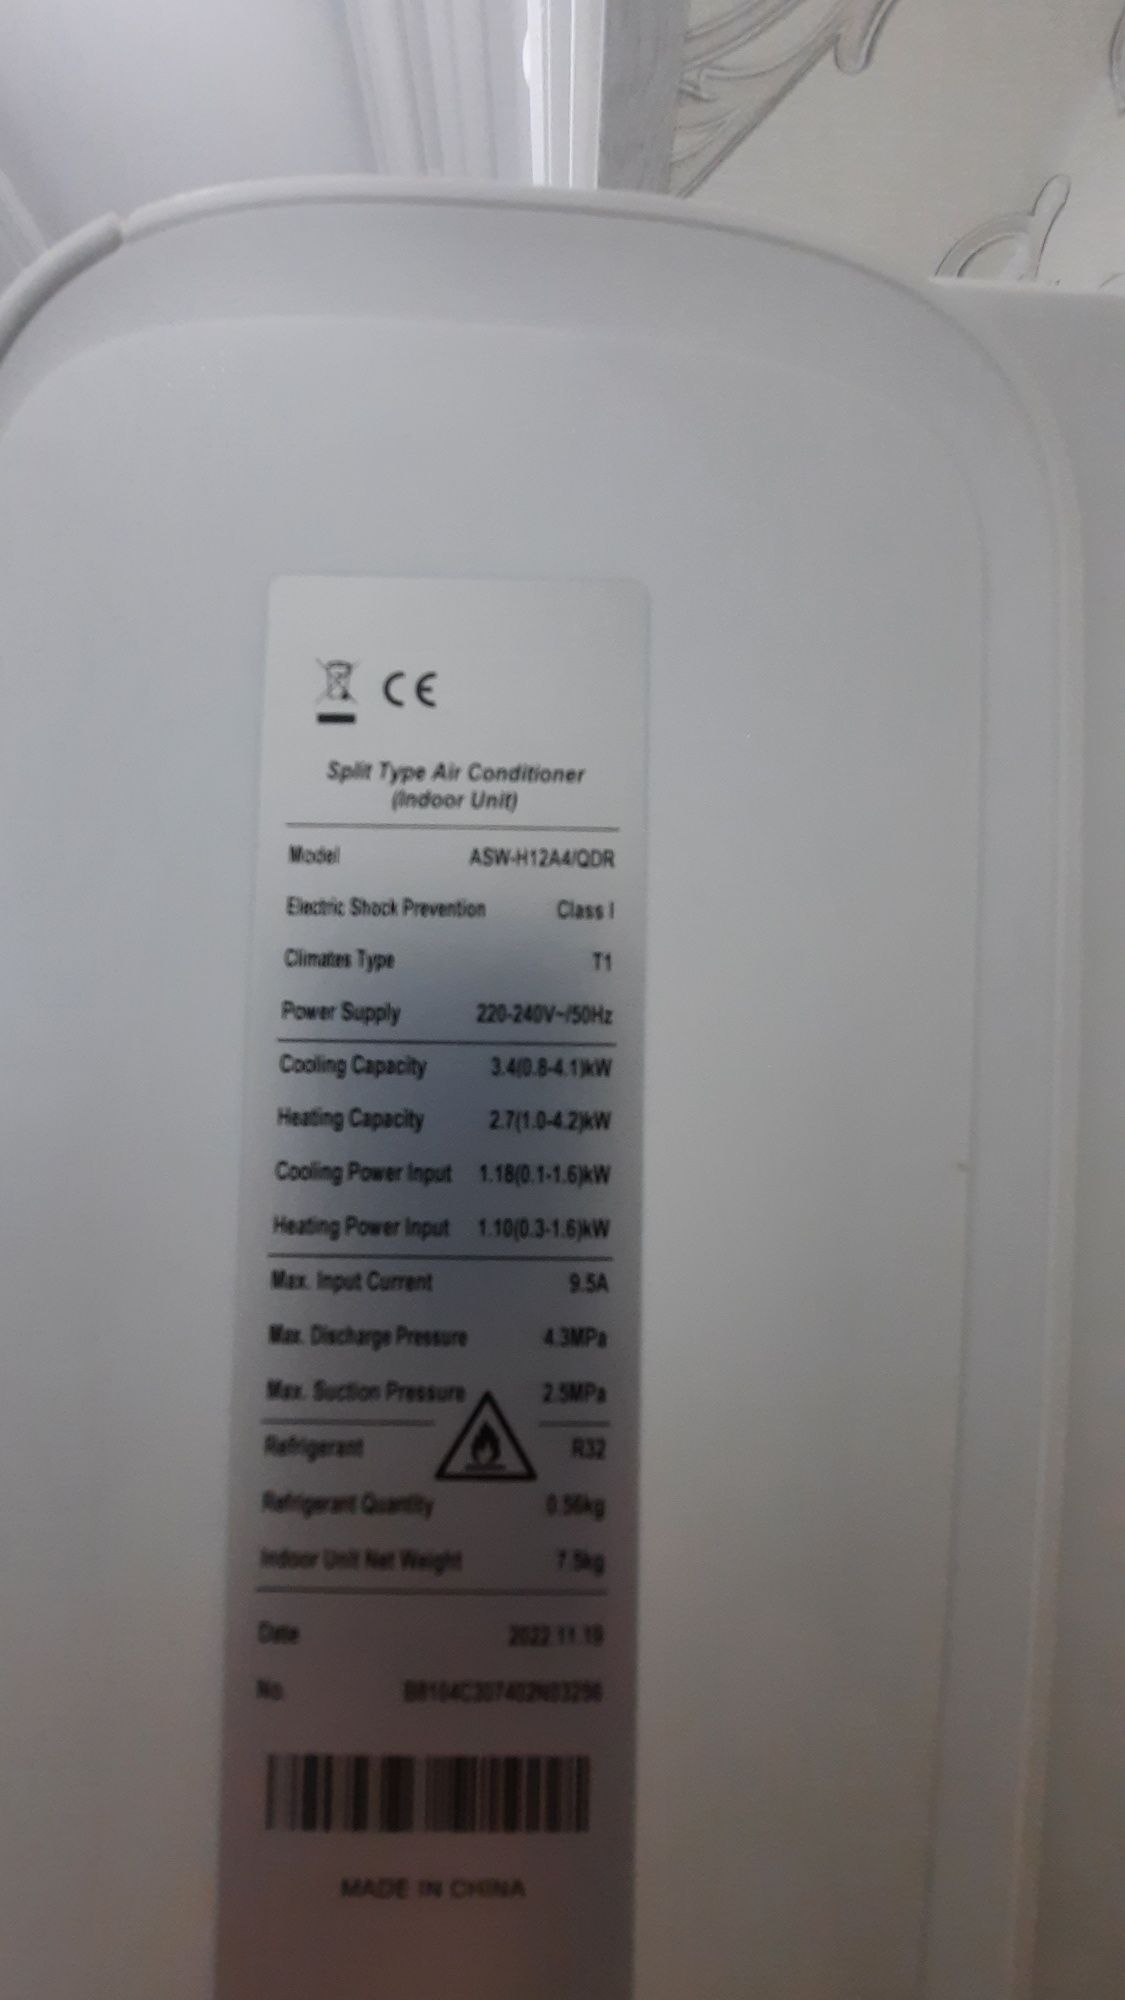 CE
Split Type Air Conditioner
(Indoor Unit)
Model ASW-H12A4/QDR
Electric Shock Prevention Class I
Climates Type T1
Power Supply 220-240V~/50Hz
Cooling Capacity 3.4(0.8-4.1)kW
Heating Capacity 2.7(1.0-4.2)kW
Cooling Power Input 1.18(0.1-1.6)kW
Heating Power Input 1.10(0.3-1.6)kW
Max. Input Current 9.5A
Max. Discharge Pressure 4.3MPa
Max. Suction Pressure 2.5MPa
Refrigerant R32
Refrigerant Quantity 0.56kg
Indoor Unit Net Weight 7.5kg
Date 2022.11.19
No.
MADE IN CHINA